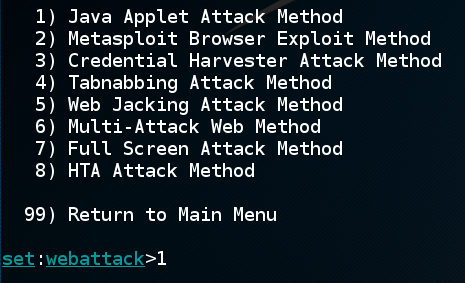 1) Java Applet Attack Method
2) Metasploit Browser Exploit Method
3) Credential Harvester Attack Method
4) Tabnabbing Attack Method
5) Web Jacking Attack Method
6) Multi-Attack Web Method
7) Full Screen Attack Method
8) HTA Attack Method
99) Return to Main Menu
set:webattack>1